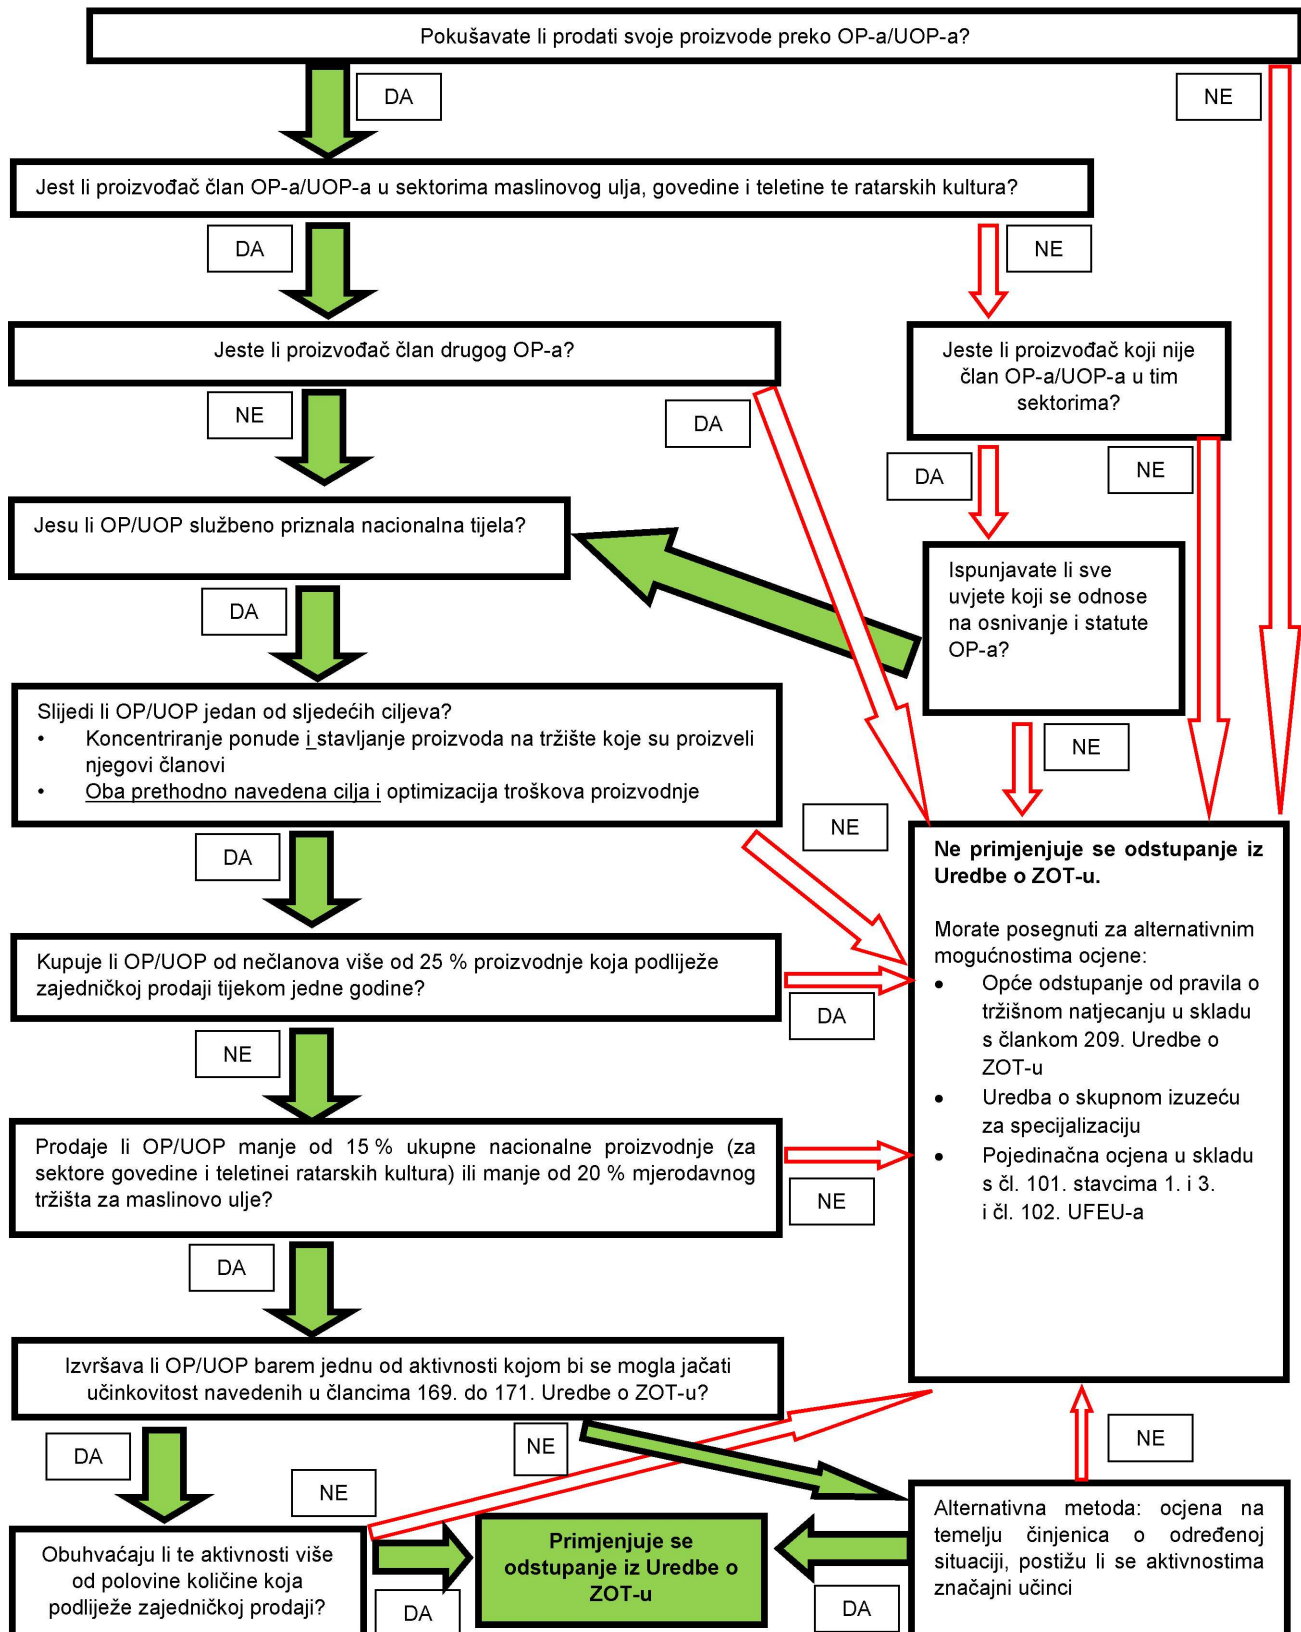 Pokušavate li prodati svoje proizvode preko OP-a/UOP-a?
DA
NE
Jest li proizvođač član OP-a/UOP-a u sektorima maslinovog ulja, govedine i teletine te ratarskih kultura?
DA
NE
Jeste li proizvođač član drugog OP-a?
Jeste li proizvođač koji nije
član OP-a/UOP-a u tim
sektorima?
NE
DA
DA
NE
Jesu li OP/UOP službeno priznala nacionalna tijela?
Ispunjavate li sve
uvjete koji se odnose
na osnivanje i statute
OP-a?
DA
NE
Slijedi li OP/UOP jedan od sljedećih ciljeva?
• Koncentriranje ponude i stavljanje proizvoda na tržište koje su proizveli
njegovi članovi
• Oba prethodno navedena cilja i optimizacija troškova proizvodnje
DA
NE
Ne primjenjuje se odstupanje iz
Uredbe o ZOT-u.
Morate posegnuti za alternativnim
mogućnostima ocjene:
• Opće odstupanje od pravila o
tržišnom natjecanju u skladu
s člankom 209. Uredbe o
ZOT-u
• Uredba o skupnom izuzeću
za specijalizaciju
• Pojedinačna ocjena u skladu
s čl. 101. stavcima 1. i 3.
i čl. 102. UFEU-a
Kupuje li OP/UOP od nečlanova više od 25 % proizvodnje koja podliježe
zajedničkoj prodaji tijekom jedne godine?
DA
NE
Prodaje li OP/UOP manje od 15 % ukupne nacionalne proizvodnje (za
sektore govedine i teletinei ratarskih kultura) ili manje od 20 % mjerodavnog
tržišta za maslinovo ulje?
NE
DA
Izvršava li OP/UOP barem jednu od aktivnosti kojom bi se mogla jačati
učinkovitost navedenih u člancima 169. do 171. Uredbe o ZOT-u?
DA
NE
NE
NE
Obuhvaćaju li te aktivnosti više
od polovine količine koja
podliježe zajedničkoj prodaji?
DA
Primjenjuje se
odstupanje iz Uredbe o
ZOT-u
DA
Alternativna metoda: ocjena na
temelju činjenica o određenoj
situaciji, postižu li se aktivnostima
značajni učinci